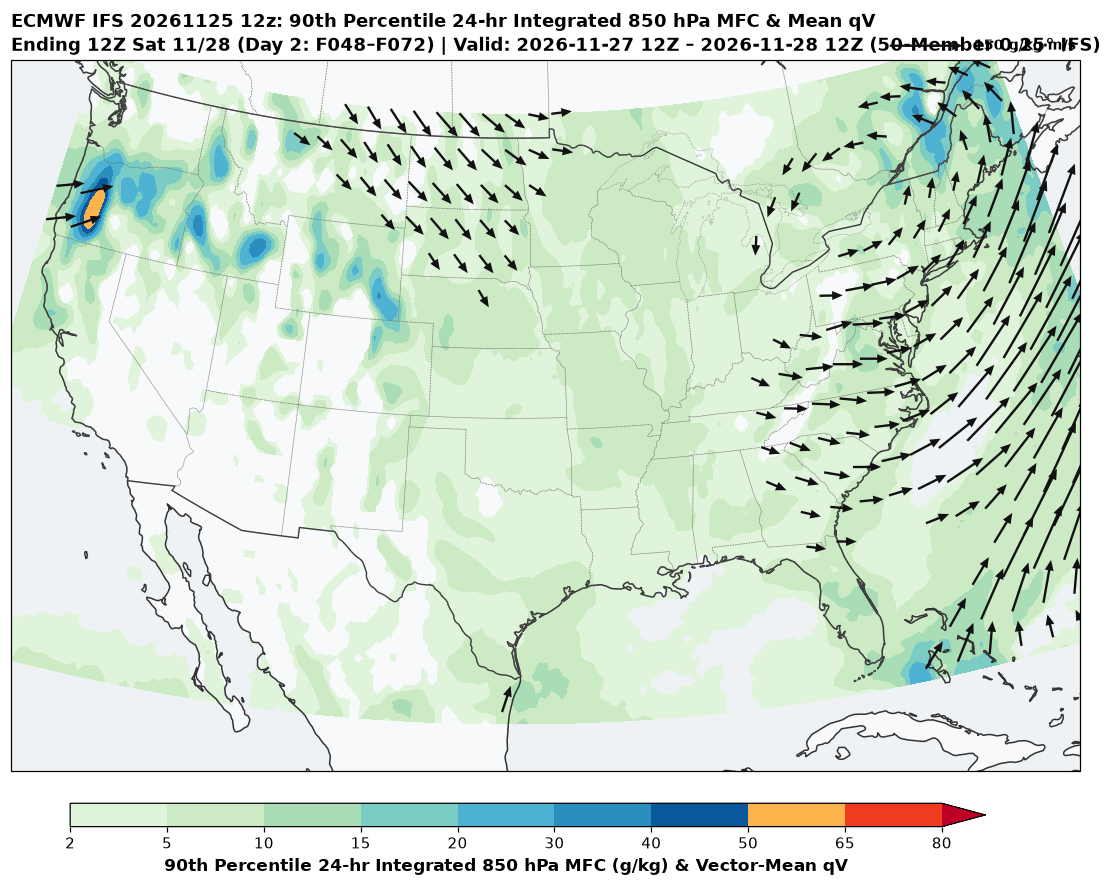 ECMWF IFS 20261125 12z: 90th Percentile 24-hr Integrated 850 hPa MFC & Mean qV
Ending 12Z Sat 11/28 (Day 2: F048–F072) | Valid: 2026-11-27 12Z – 2026-11-28 12Z (50-Member 0.25° IFS)
150 g/kg·m/s
2 5 10 15 20 30 40 50 65 80
90th Percentile 24-hr Integrated 850 hPa MFC (g/kg) & Vector-Mean qV